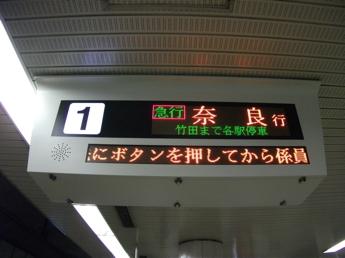 1 急行 奈良行
竹田まで各駅停車
にボタンを押してから係員